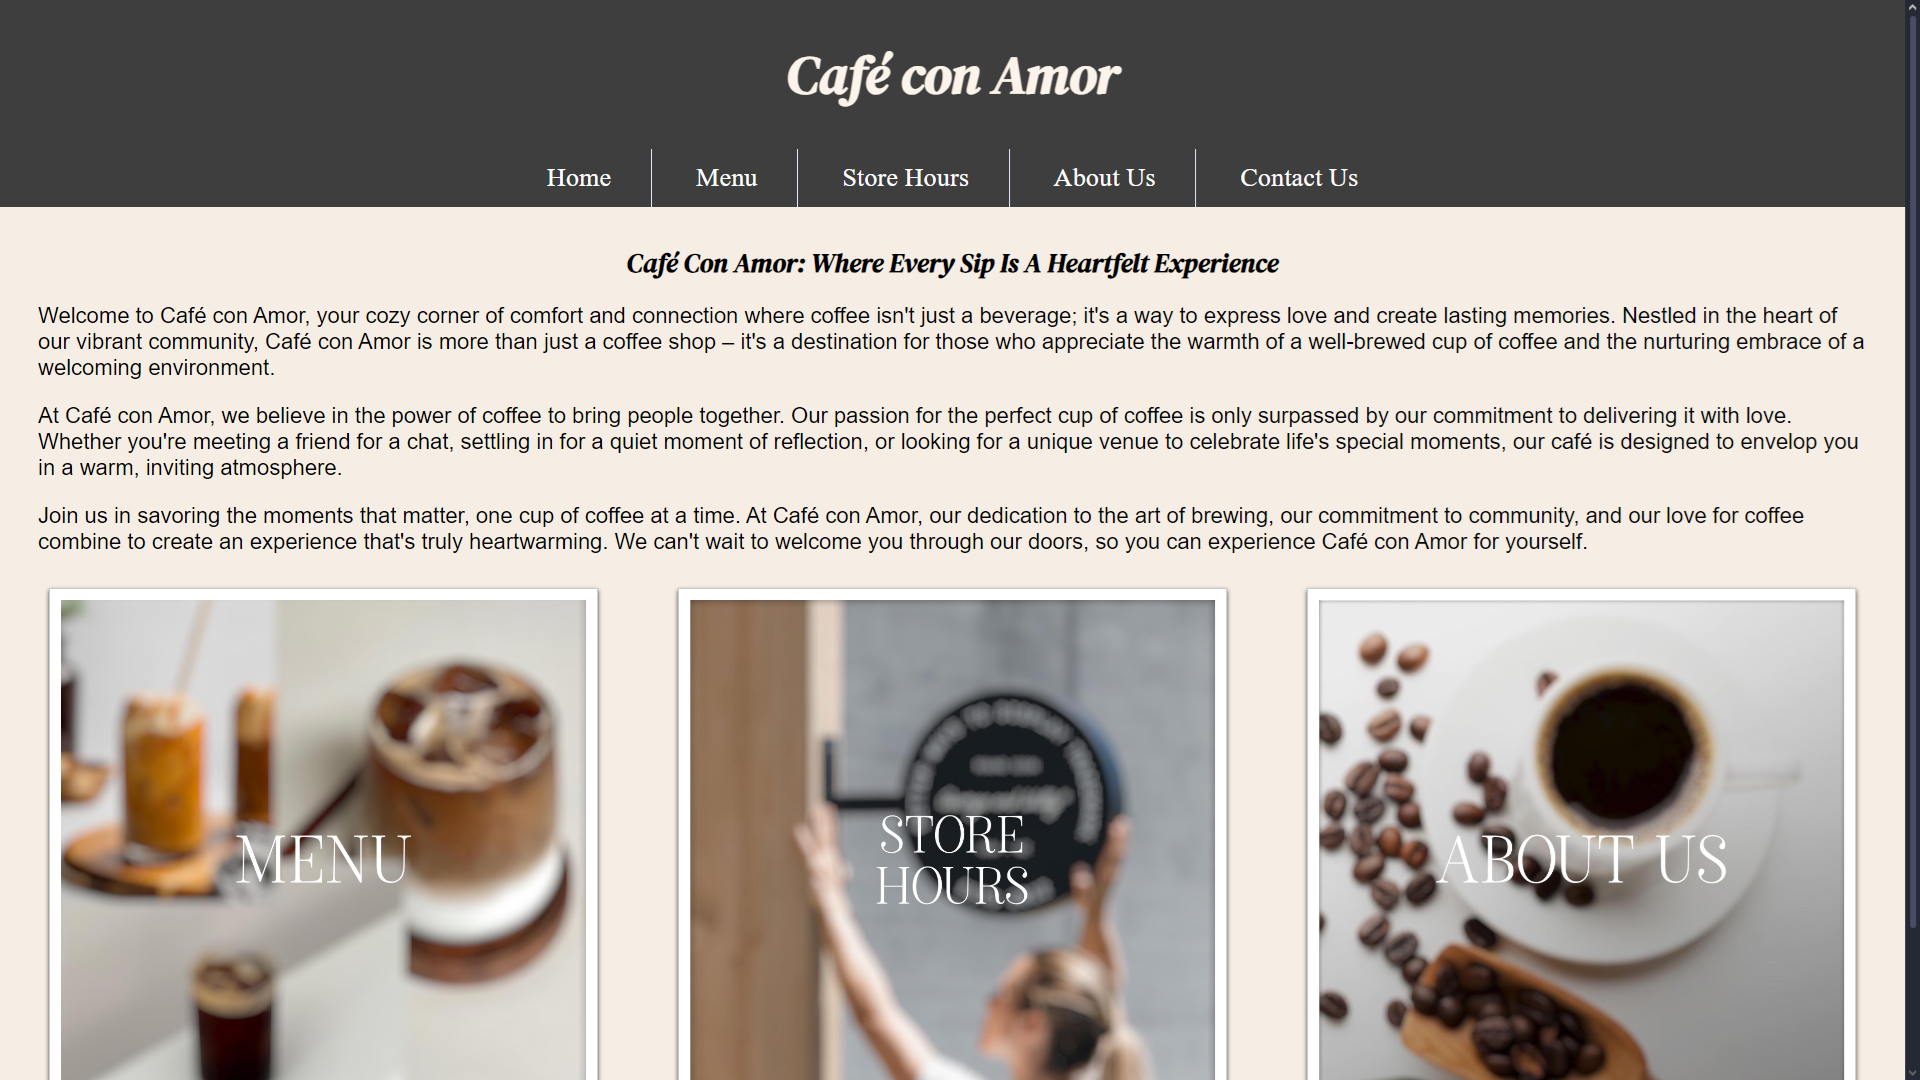 Café con Amor
Home
Menu
Store Hours
About Us
Contact Us
Café Con Amor: Where Every Sip Is A Heartfelt Experience
Welcome to Café con Amor, your cozy corner of comfort and connection where coffee isn't just a beverage; it's a way to express love and create lasting memories. Nestled in the heart of
our vibrant community, Café con Amor is more than just a coffee shop – it's a destination for those who appreciate the warmth of a well-brewed cup of coffee and the nurturing embrace of a
welcoming environment.
At Café con Amor, we believe in the power of coffee to bring people together. Our passion for the perfect cup of coffee is only surpassed by our commitment to delivering it with love.
Whether you're meeting a friend for a chat, settling in for a quiet moment of reflection, or looking for a unique venue to celebrate life's special moments, our café is designed to envelop you
in a warm, inviting atmosphere.
Join us in savoring the moments that matter, one cup of coffee at a time. At Café con Amor, our dedication to the art of brewing, our commitment to community, and our love for coffee
combine to create an experience that's truly heartwarming. We can't wait to welcome you through our doors, so you can experience Café con Amor for yourself.
MENU
STORE
HOURS
ABOUT US